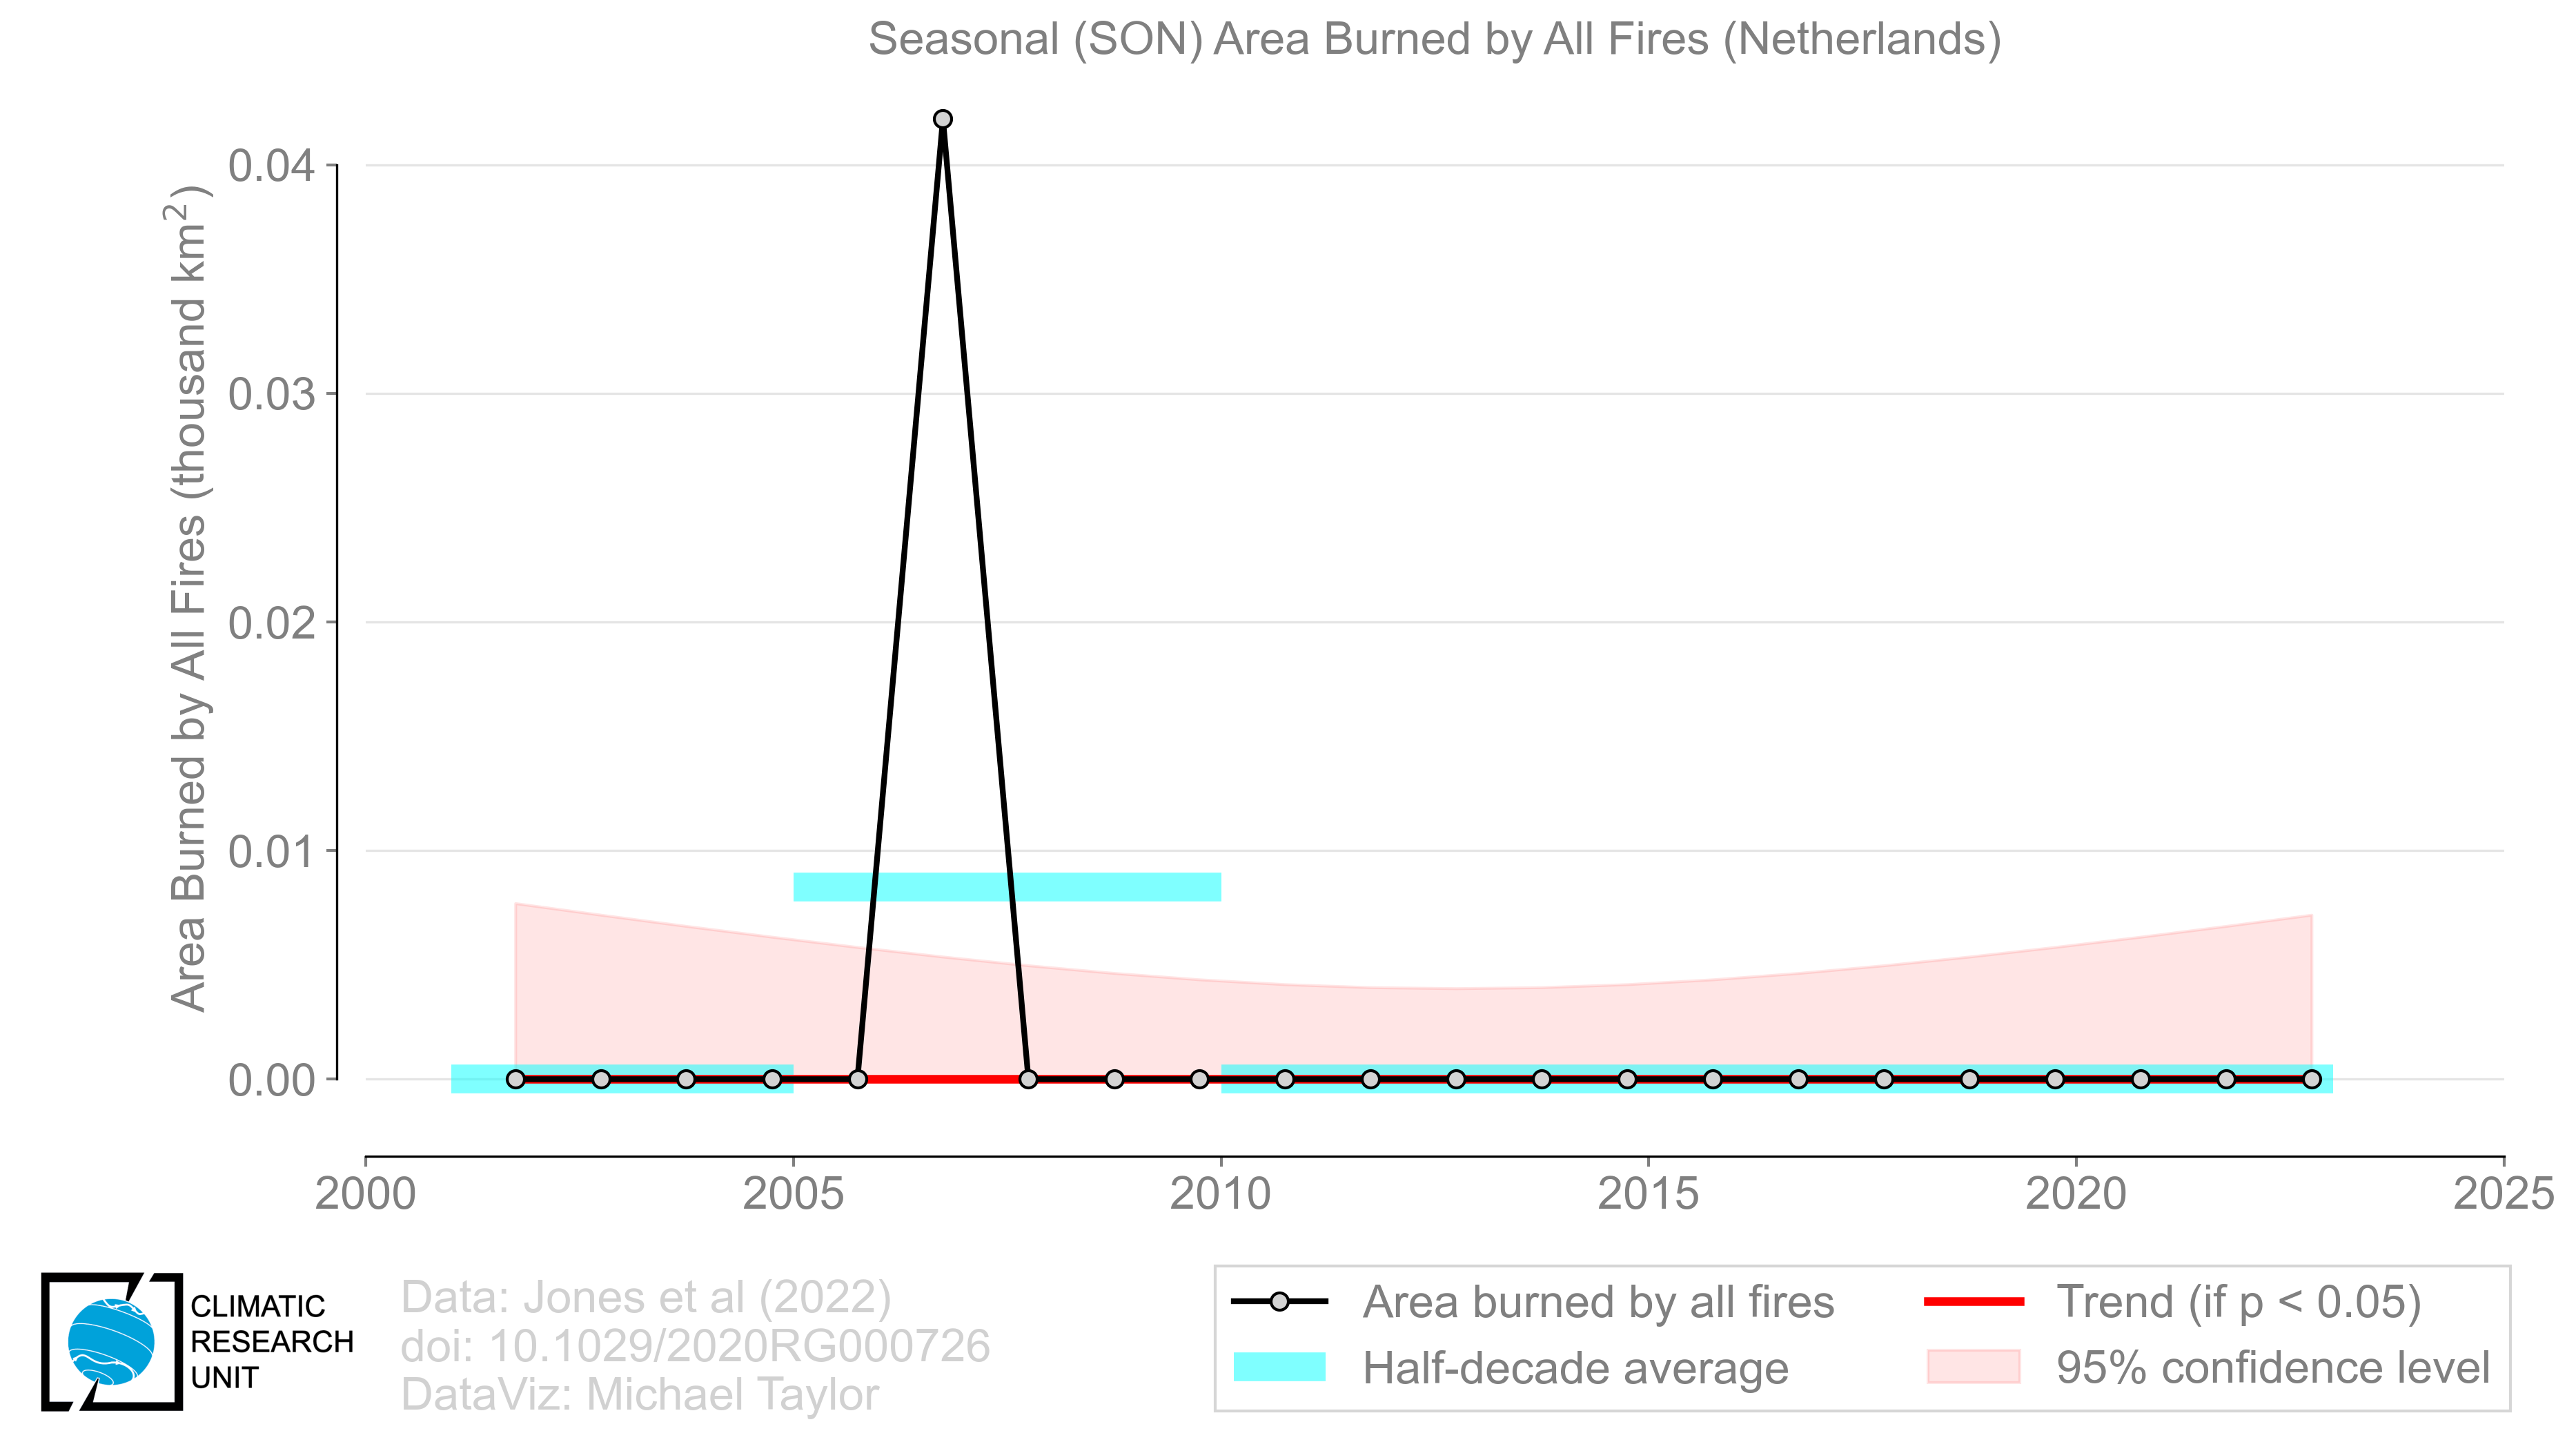 Seasonal (SON) Area Burned by All Fires (Netherlands)
Area Burned by All Fires (thousand km²)
0.04
0.03
0.02
0.01
0.00
2000 2005 2010 2015 2020 2025
CLIMATIC
RESEARCH
UNIT
Data: Jones et al (2022)
doi: 10.1029/2020RG000726
DataViz: Michael Taylor
Area burned by all fires
Half-decade average
Trend (if p < 0.05)
95% confidence level